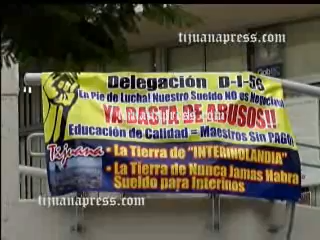 tijuanapress.com
Delegación D-1-56
En Pie de Lucha! Nuestro Sueldo NO es Negociable
YA BASTA DE ABUSOS!!
Educación de Calidad = Maestros Sin PAGO
Tijuana
• La Tierra de "INTERINOLANDIA"
• La Tierra de Nunca Jamas Habra
Sueldo para Interinos
tijuanapress.com